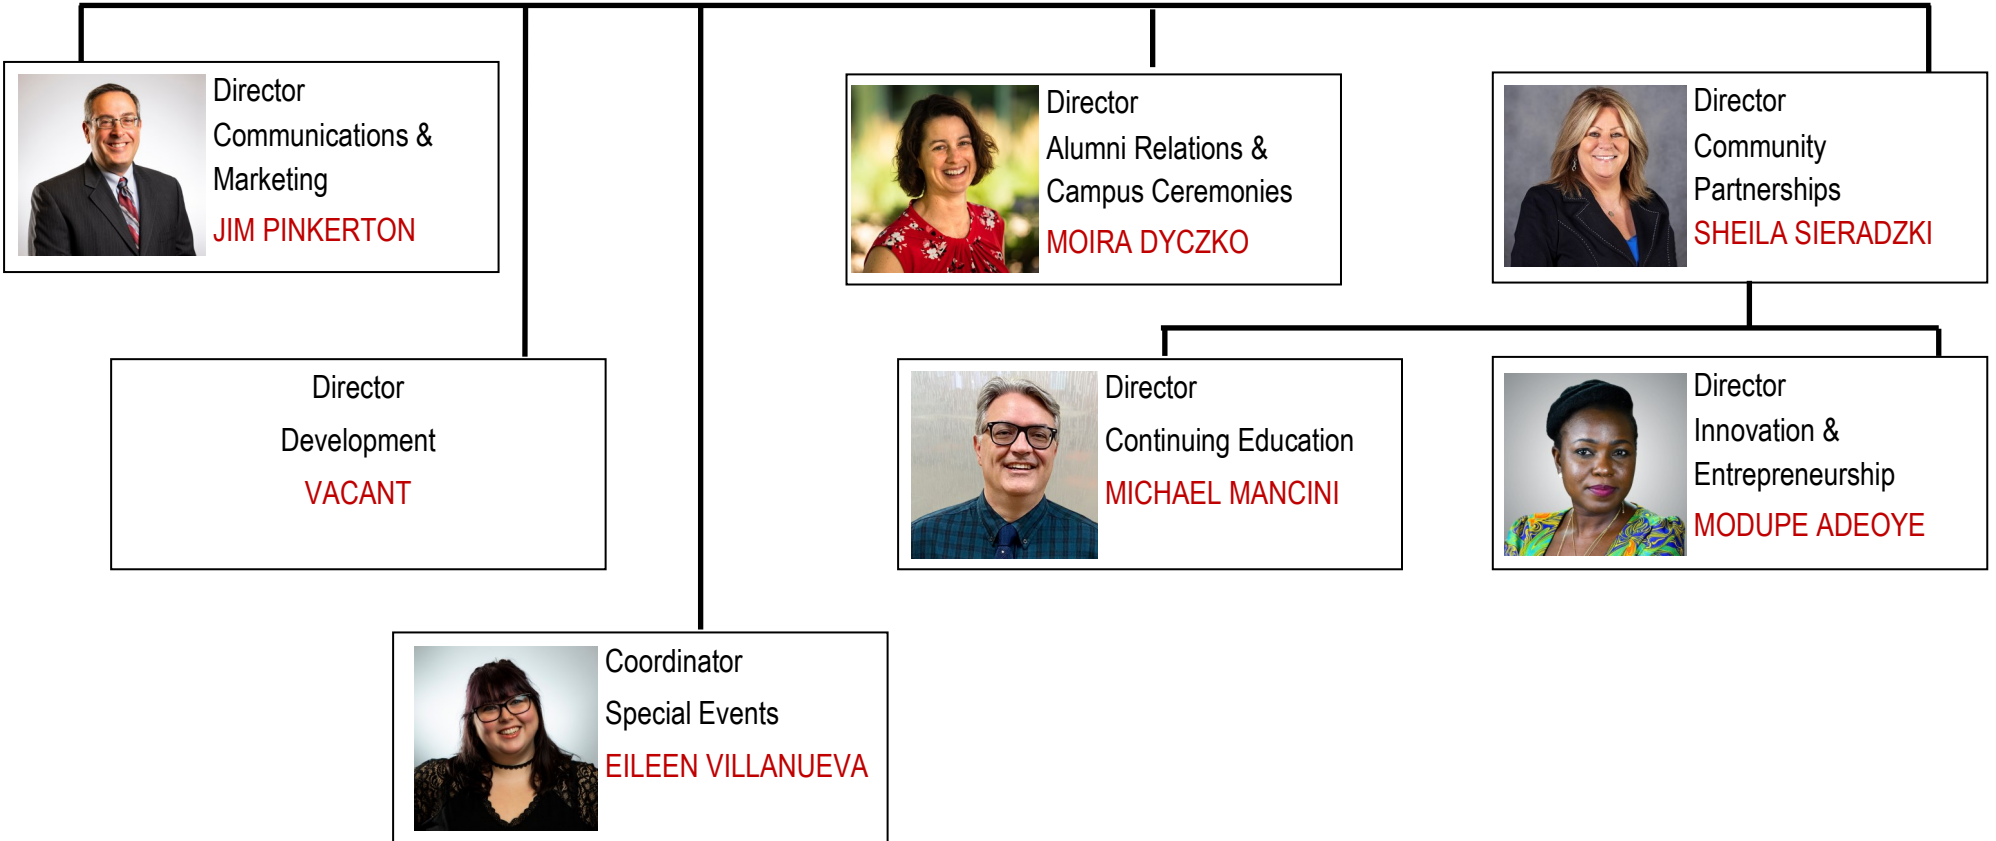 Director
Communications &
Marketing
JIM PINKERTON
Director
Alumni Relations &
Campus Ceremonies
MOIRA DYCZKO
Director
Community
Partnerships
SHEILA SIERADZKI
Director
Development
VACANT
Director
Continuing Education
MICHAEL MANCINI
Director
Innovation &
Entrepreneurship
MODUPE ADEOYE
Coordinator
Special Events
EILEEN VILLANUEVA